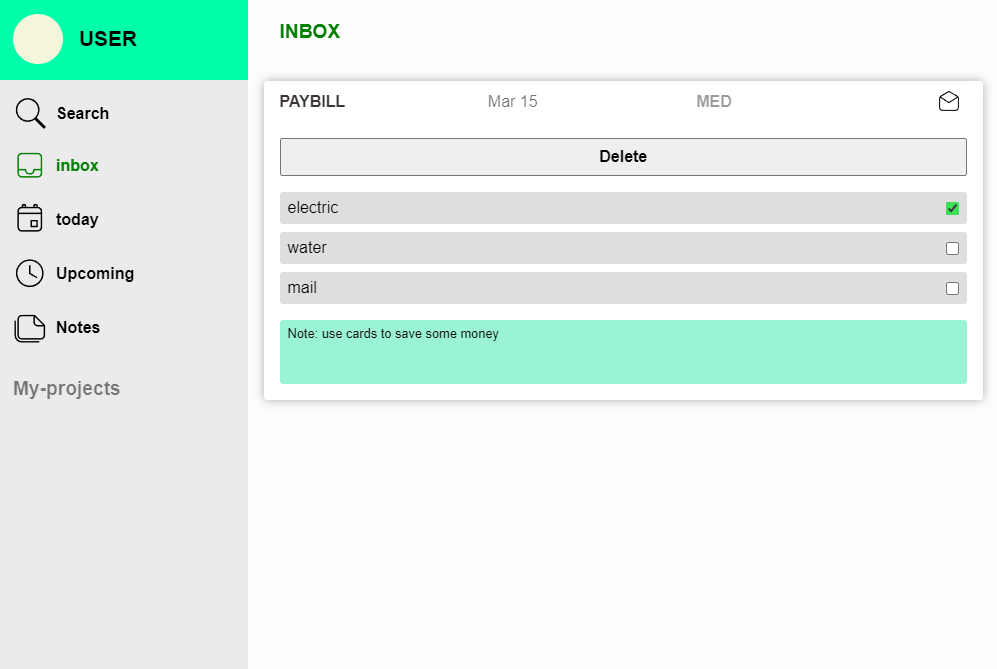 USER
Search
inbox
today
Upcoming
Notes
My-projects
INBOX
PAYBILL Mar 15 MED
Delete
electric
water
mail
Note: use cards to save some money